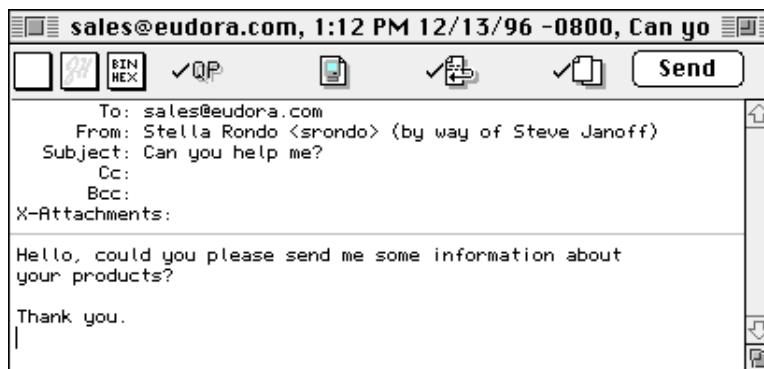 sales@eudora.com, 1:12 PM 12/13/96 -0800, Can yo
BIN HEX QP Send
To: sales@eudora.com
From: Stella Rondo <srondo> (by way of Steve Janoff)
Subject: Can you help me?
Cc:
Bcc:
X-Attachments:
Hello, could you please send me some information about
your products?
Thank you.